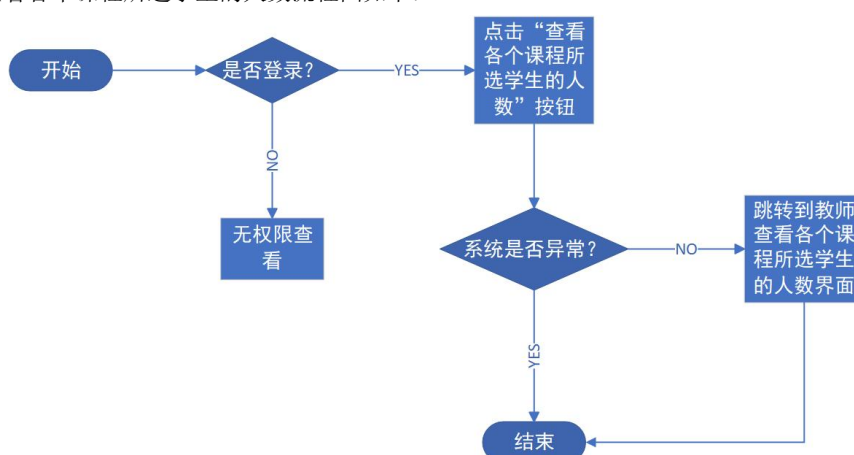 开始
是否登录？
YES
点击“查看
各个课程所
选学生的人
数”按钮
NO
无权限查
看
系统是否异常？
NO
跳转到教师
查看各个课
程所选学生
的人数界面
YES
结束